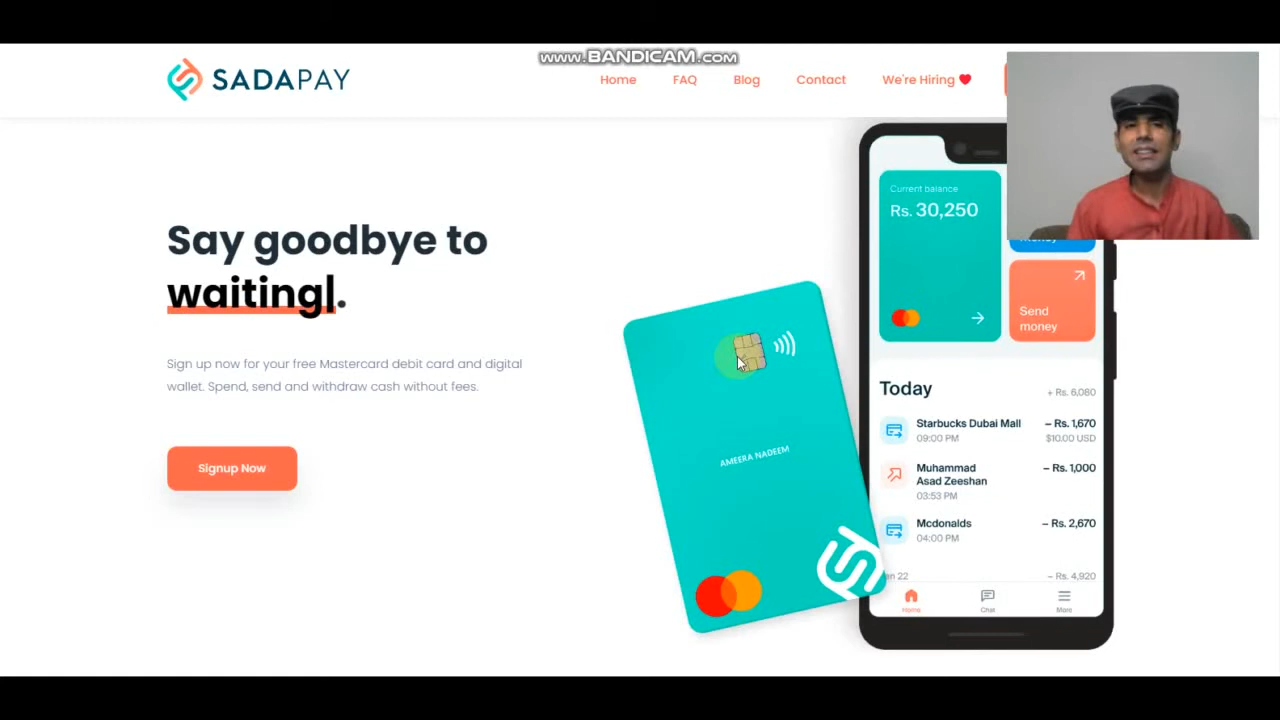 www.BANDICAM.com
SADAPAY
Home FAQ Blog Contact We're Hiring
Say goodbye to
waiting|.
Sign up now for your free Mastercard debit card and digital
wallet. Spend, send and withdraw cash without fees.
Signup Now
AMEERA NADEEM
Current balance
Rs. 30,250
money
Send
money
Today
+ Rs. 6,080
Starbucks Dubai Mall – Rs. 1,670
09:00 PM $10.00 USD
Muhammad – Rs. 1,000
Asad Zeeshan
03:53 PM
Mcdonalds – Rs. 2,670
04:00 PM
an 22 – Rs. 4,920
Home Chat More